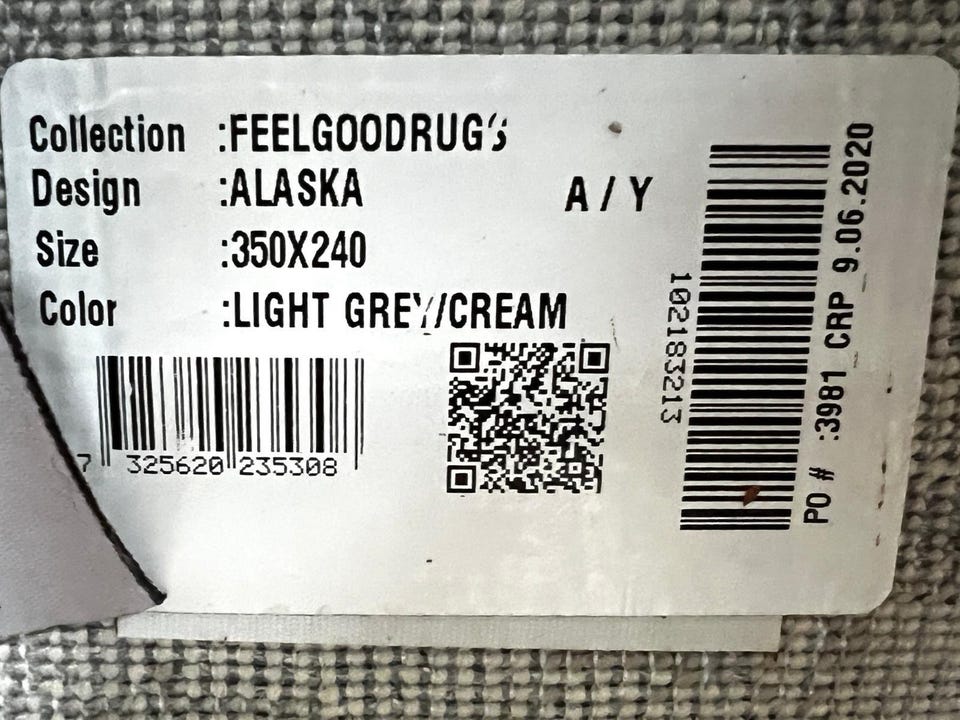 Collection :FEELGOODRUG'S
Design :ALASKA A / Y
Size :350X240
Color :LIGHT GREY/CREAM
7 325620 235308
102183213
PO # :3981 CRP 9.06.2020